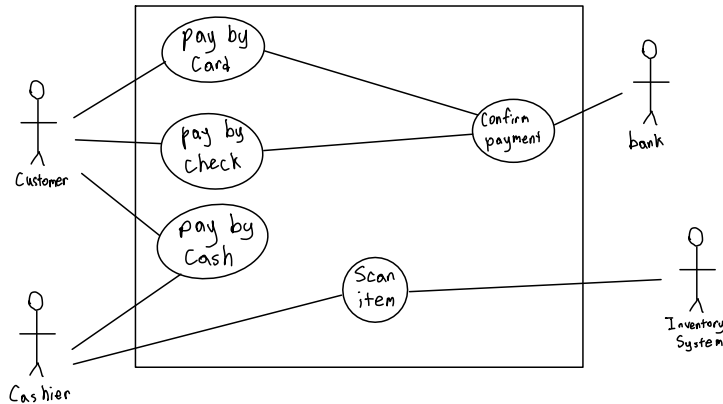 pay by
Card
Confirm
payment
bank
Customer
pay by
Check
pay by
Cash
Scan
item
Inventory
System
Cashier